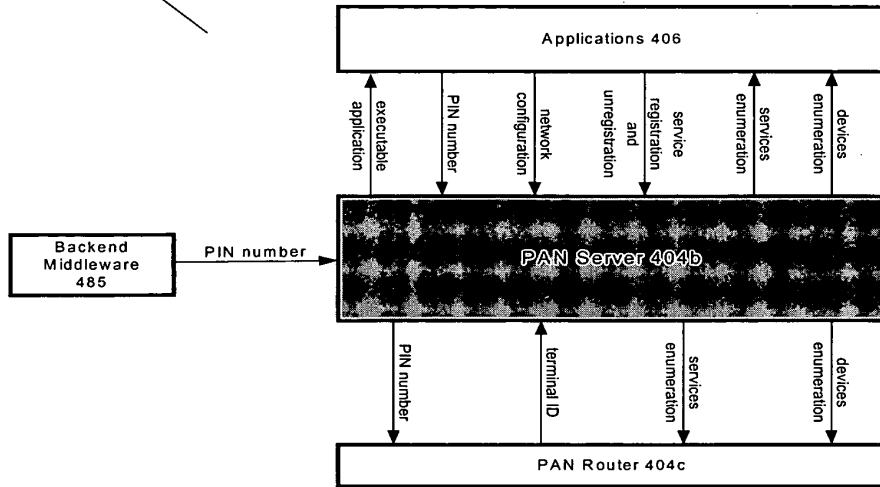 Applications 406
executable
application
PIN number
network
configuration
service
registration
and
unregistration
services
enumeration
devices
enumeration
Backend
Middleware
485
PIN number
PAN Server 404b
PIN number
terminal ID
services
enumeration
devices
enumeration
PAN Router 404c